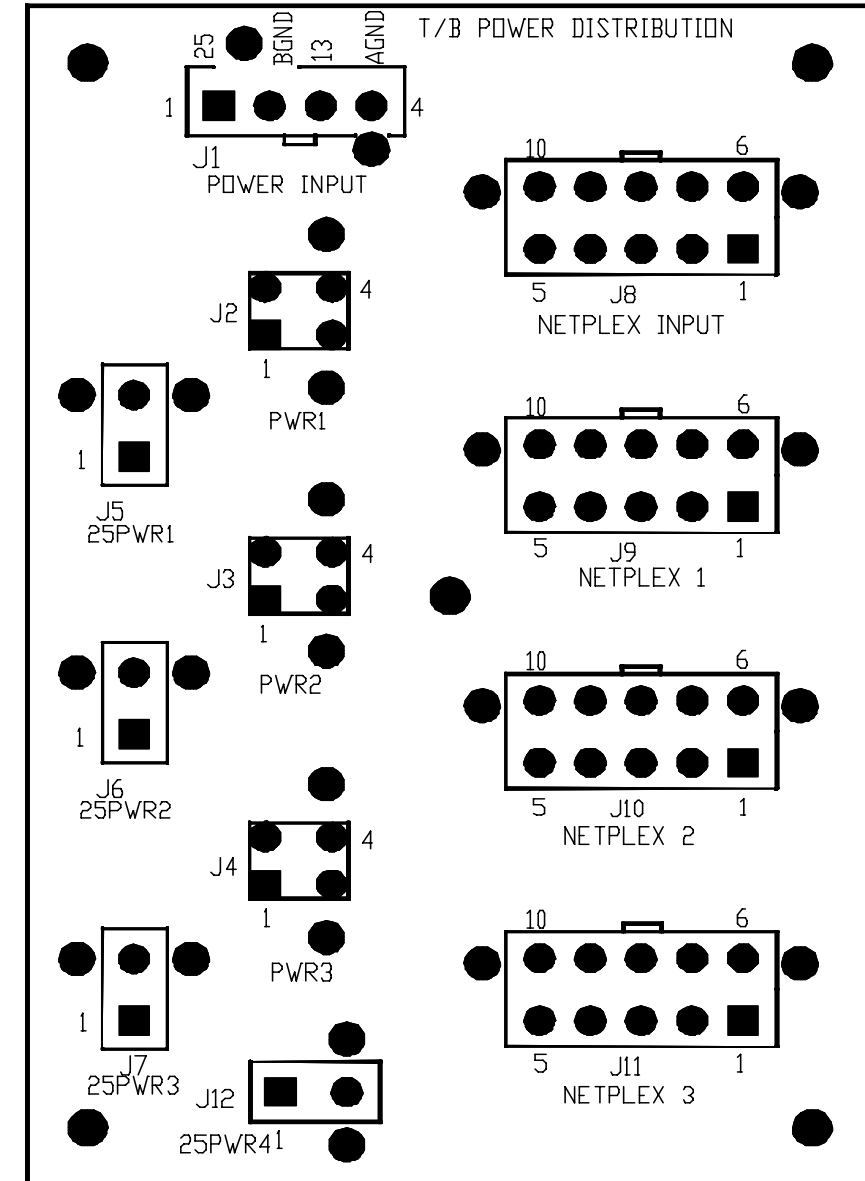 T/B POWER DISTRIBUTION
25 BGND 13 AGND
1 4
J1
POWER INPUT
10 6
5 J8 1
NETPLEX INPUT
J2 4
1
PWR1
1
J5
25PWR1
10 6
5 J9 1
NETPLEX 1
J3 4
1
PWR2
1
J6
25PWR2
10 6
5 J10 1
NETPLEX 2
J4 4
1
PWR3
1
J7
25PWR3
10 6
5 J11 1
NETPLEX 3
J12
25PWR4 1